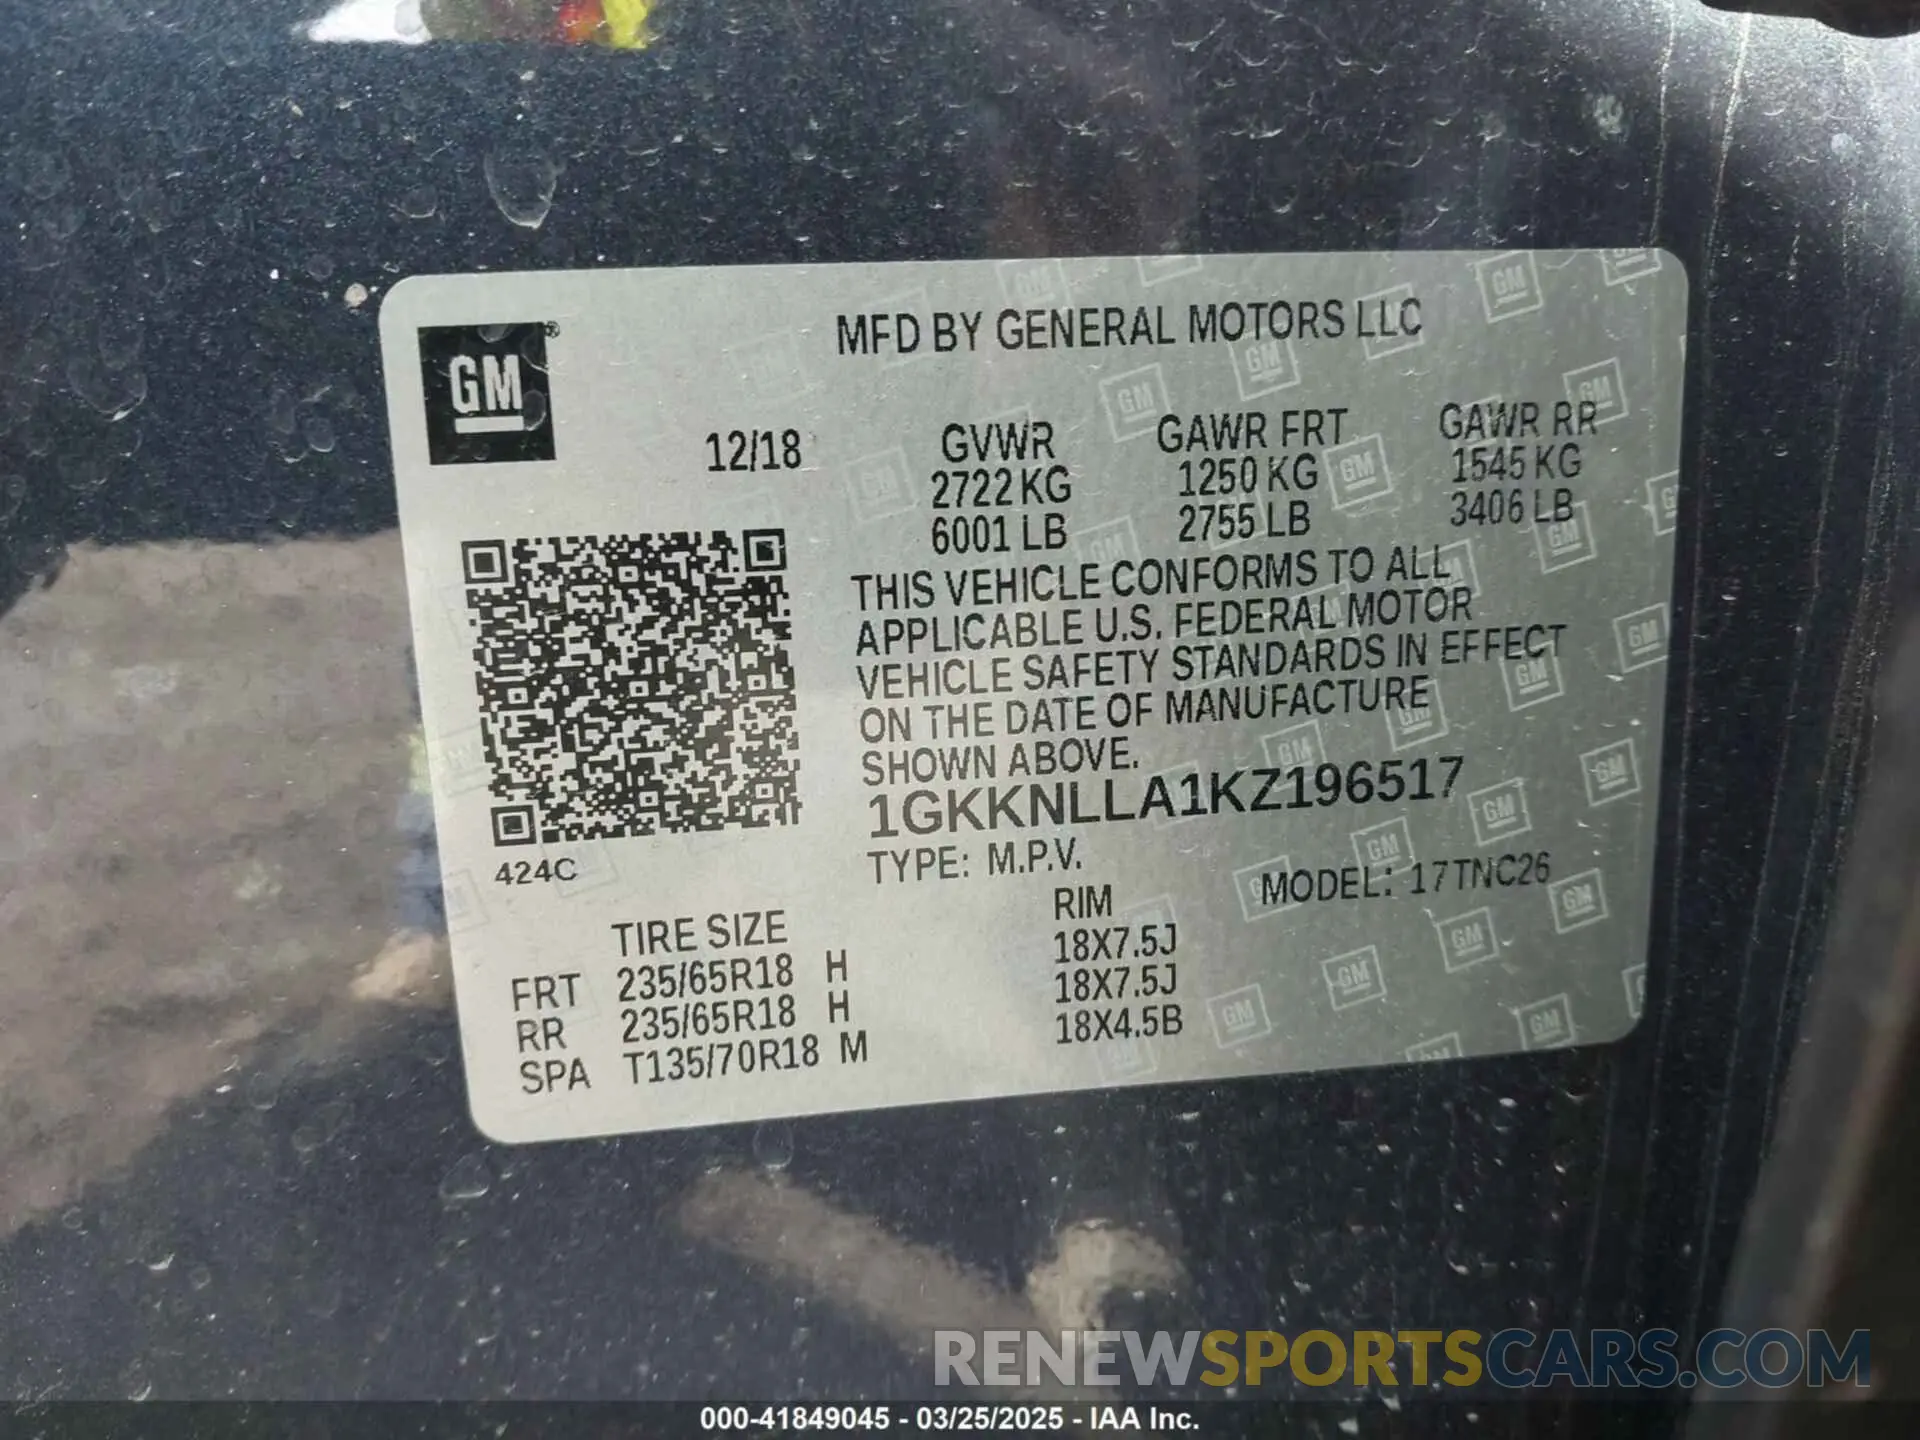 GM®
MFD BY GENERAL MOTORS LLC
12/18
GVWR GAWR FRT GAWR RR
2722 KG 1250 KG 1545 KG
6001 LB 2755 LB 3406 LB
THIS VEHICLE CONFORMS TO ALL
APPLICABLE U.S. FEDERAL MOTOR
VEHICLE SAFETY STANDARDS IN EFFECT
ON THE DATE OF MANUFACTURE
SHOWN ABOVE.
1GKKNLLA1KZ196517
TYPE: M.P.V. MODEL: 17TNC26
424C
TIRE SIZE RIM
FRT 235/65R18 H 18X7.5J
RR 235/65R18 H 18X7.5J
SPA T135/70R18 M 18X4.5B
RENEWSPORTSCARS.COM
000-41849045 - 03/25/2025 - IAA Inc.